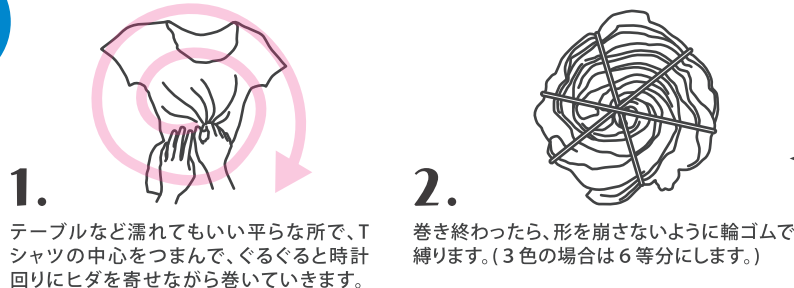 1.
テーブルなど濡れてもいい平らな所で、T
シャツの中心をつまんで、ぐるぐると時計
回りにヒダを寄せながら巻いていきます。
2.
巻き終わったら、形を崩さないように輪ゴムで
縛ります。(3色の場合は6等分にします。)